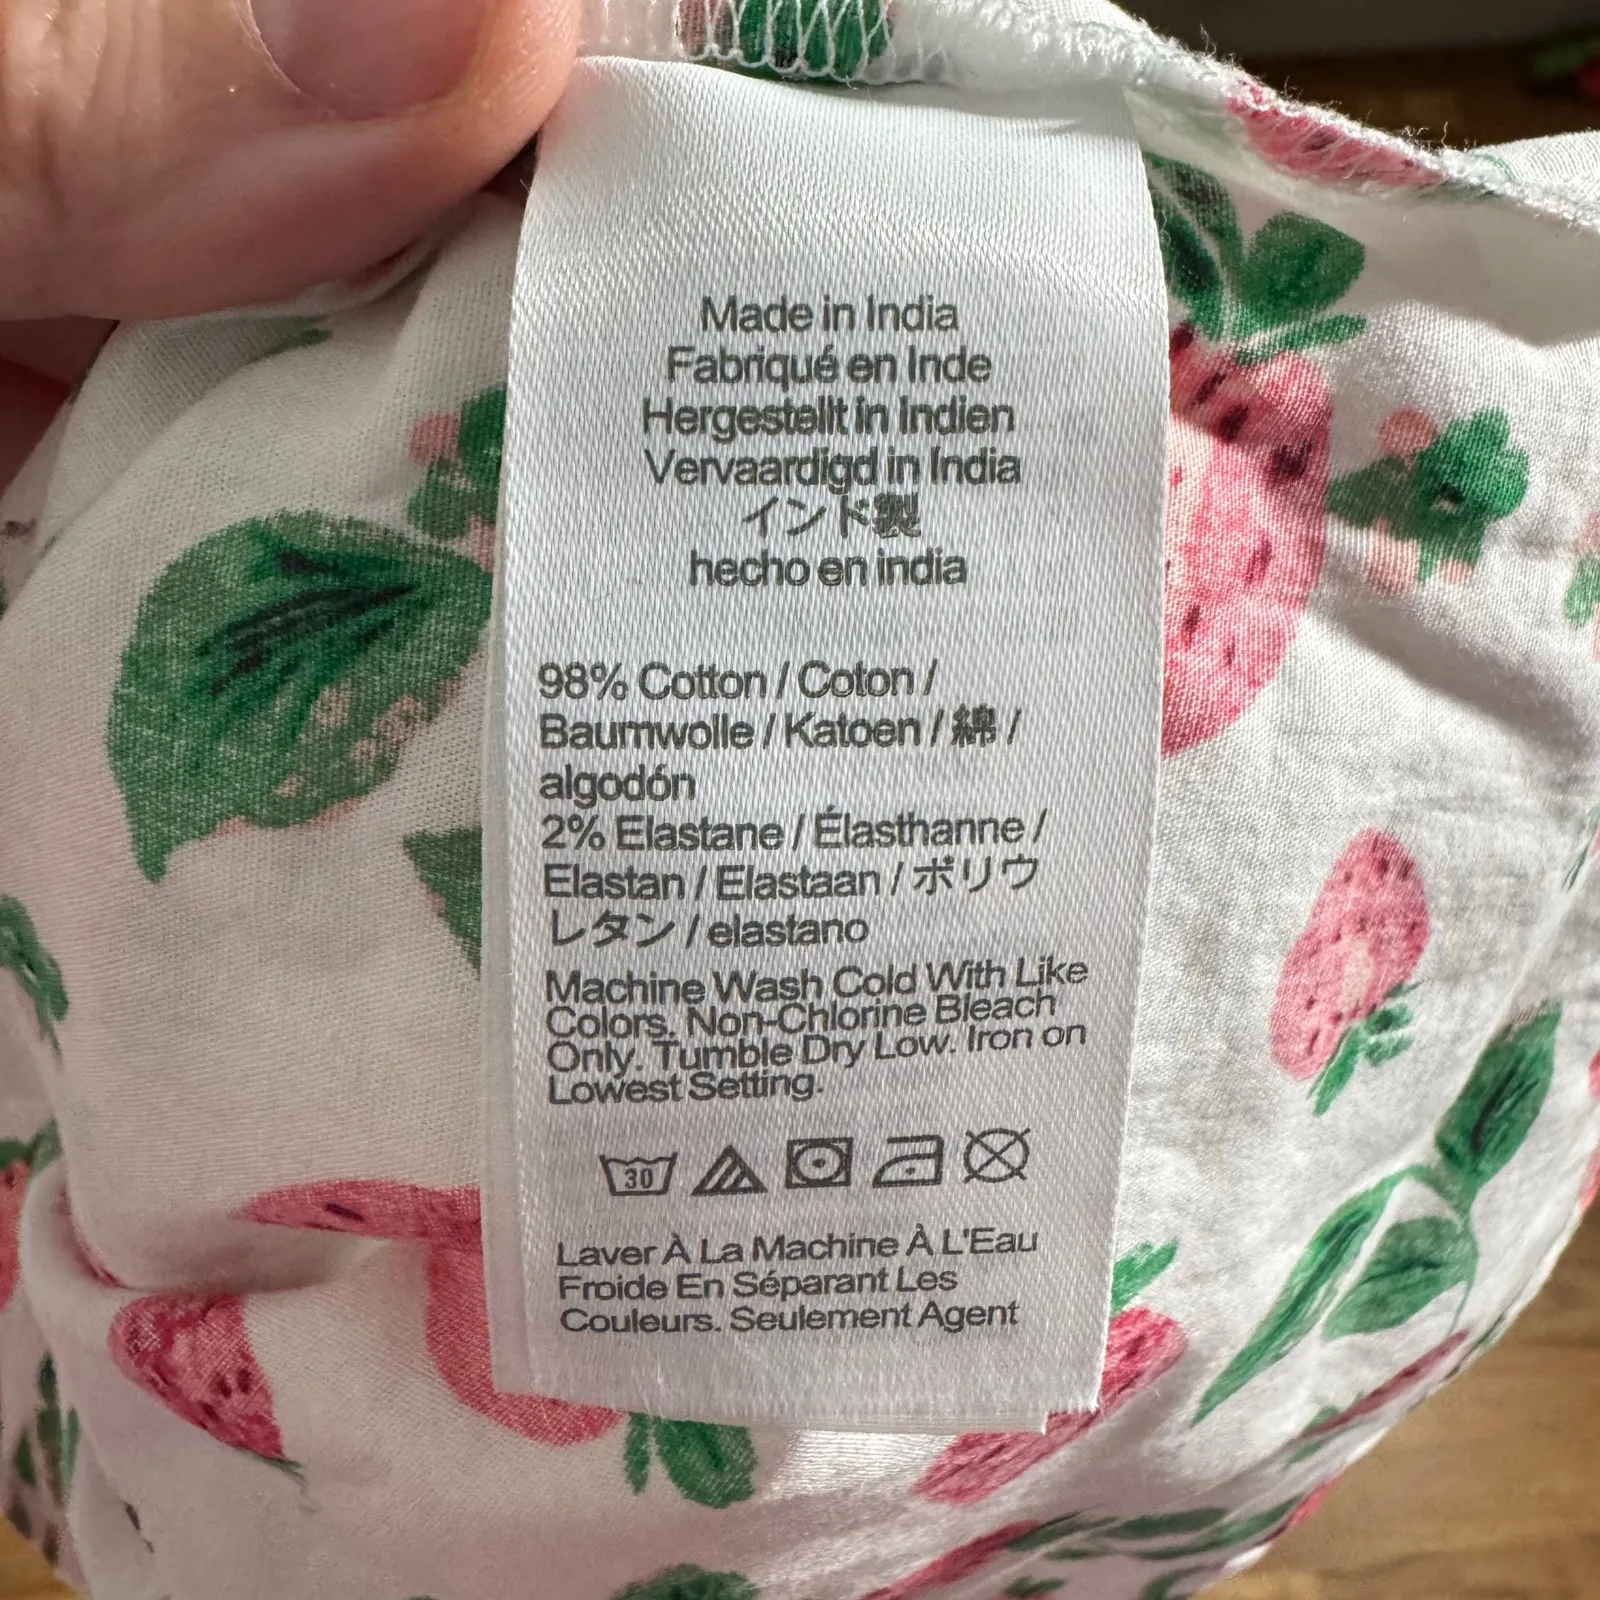 Made in India
Fabriqué en Inde
Hergestellt in Indien
Vervaardigd in India
インド製
hecho en india
98% Cotton / Coton /
Baumwolle / Katoen / 綿 /
algodón
2% Elastane / Élasthanne /
Elastan / Elastaan / ポリウ
レタン / elastano
Machine Wash Cold With Like
Colors. Non-Chlorine Bleach
Only. Tumble Dry Low. Iron on
Lowest Setting.
30
Laver À La Machine À L'Eau
Froide En Séparant Les
Couleurs. Seulement Agent